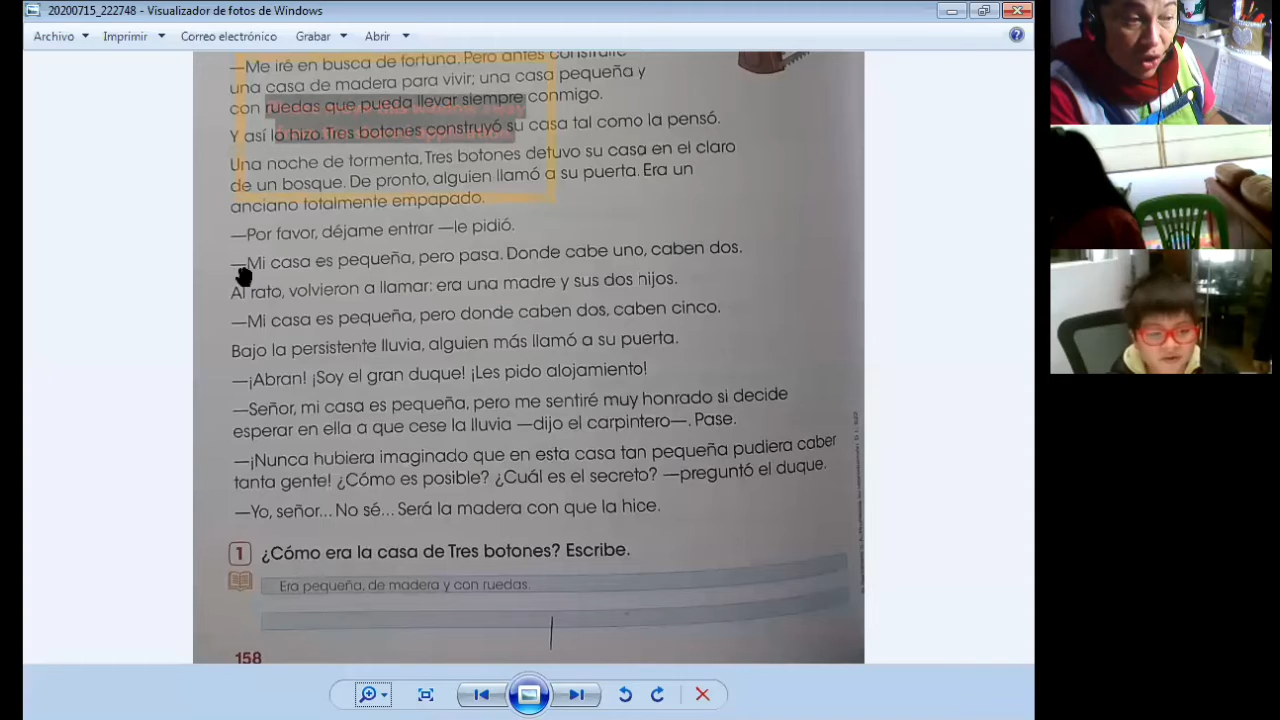 20200715_222748 - Visualizador de fotos de Windows
Archivo Imprimir Correo electrónico Grabar Abrir
—Me iré en busca de fortuna. Pero antes construiré
una casa de madera para vivir; una casa pequeña y
con ruedas que pueda llevar siempre conmigo.
Y así lo hizo. Tres botones construyó su casa tal como la pensó.
Una noche de tormenta, Tres botones detuvo su casa en el claro
de un bosque. De pronto, alguien llamó a su puerta. Era un
anciano totalmente empapado.
—Por favor, déjame entrar —le pidió.
—Mi casa es pequeña, pero pasa. Donde cabe uno, caben dos.
Al rato, volvieron a llamar: era una madre y sus dos hijos.
—Mi casa es pequeña, pero donde caben dos, caben cinco.
Bajo la persistente lluvia, alguien más llamó a su puerta.
—¡Abran! ¡Soy el gran duque! ¡Les pido alojamiento!
—Señor, mi casa es pequeña, pero me sentiré muy honrado si decide
esperar en ella a que cese la lluvia —dijo el carpintero—. Pase.
—¡Nunca hubiera imaginado que en esta casa tan pequeña pudiera caber
tanta gente! ¿Cómo es posible? ¿Cuál es el secreto? —preguntó el duque.
—Yo, señor... No sé... Será la madera con que la hice.
1 ¿Cómo era la casa de Tres botones? Escribe.
Era pequeña, de madera y con ruedas.
158